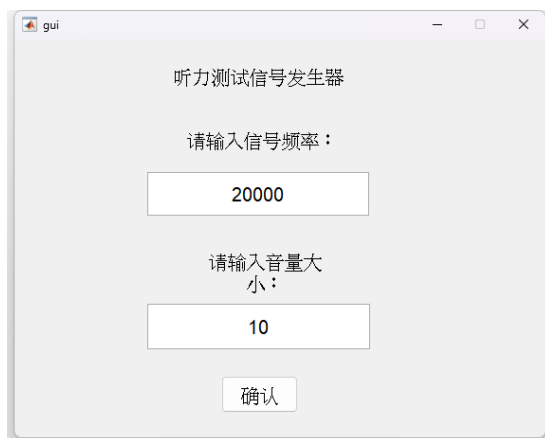 gui
听力测试信号发生器
请输入信号频率：
20000
请输入音量大
小：
10
确认